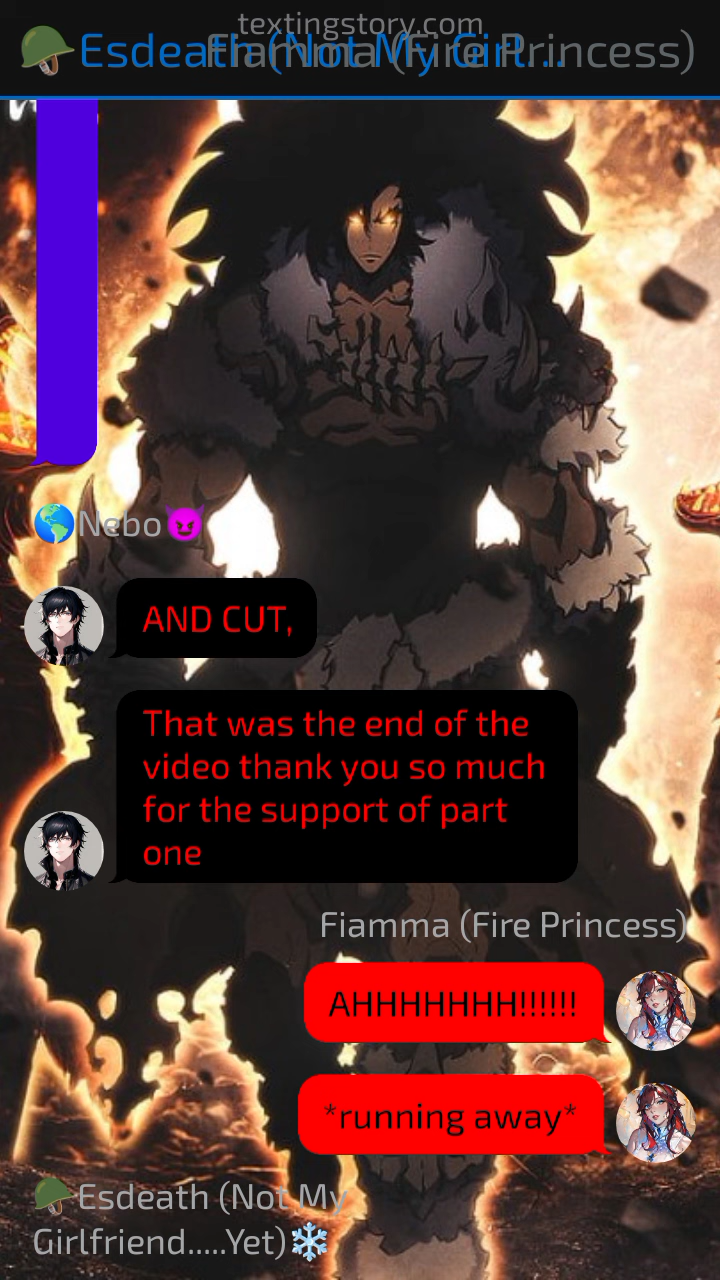 textingstory.com
🪖Esdeath (Not My Girl...
Fiamma (Fire Princess)
🌎Nebo😈
AND CUT,
That was the end of the
video thank you so much
for the support of part
one
Fiamma (Fire Princess)
AHHHHHHH!!!!!!
*running away*
🪖Esdeath (Not My
Girlfriend.....Yet)❄️